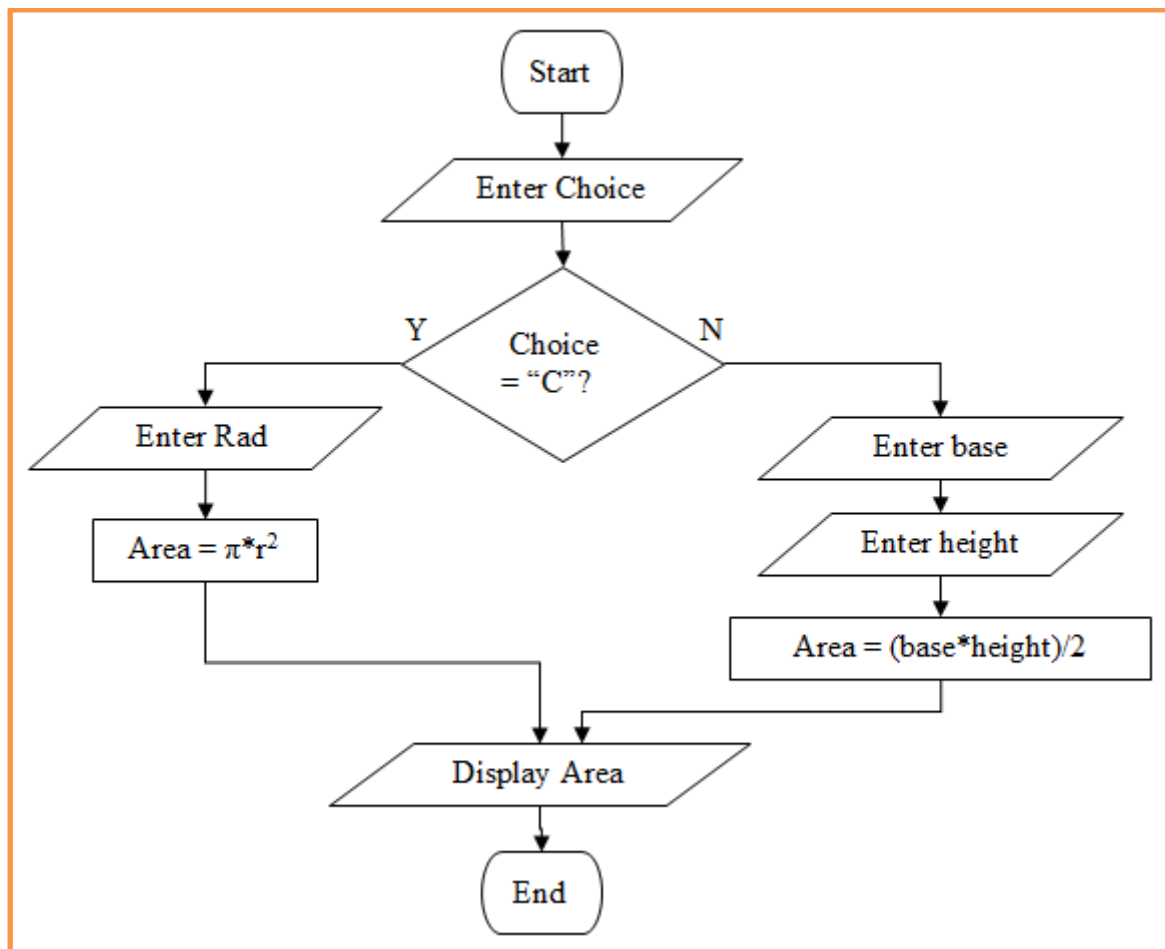 Start
Enter Choice
Y
N
Choice
= “C”?
Enter Rad
Area = π*r²
Enter base
Enter height
Area = (base*height)/2
Display Area
End